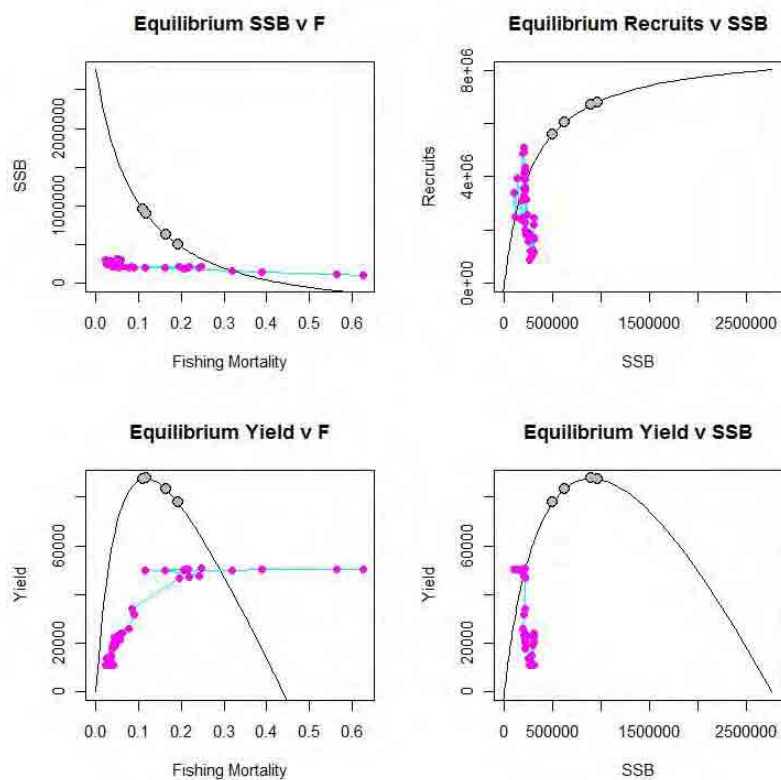 Equilibrium SSB v F
SSB
0 1000000 2000000
0.0 0.1 0.2 0.3 0.4 0.5 0.6
Fishing Mortality
Equilibrium Recruits v SSB
Recruits
0e+00 4e+06 8e+06
500000 1500000 2500000
SSB
Equilibrium Yield v F
Yield
0 20000 60000
0.0 0.1 0.2 0.3 0.4 0.5 0.6
Fishing Mortality
Equilibrium Yield v SSB
Yield
0 20000 60000
500000 1500000 2500000
SSB